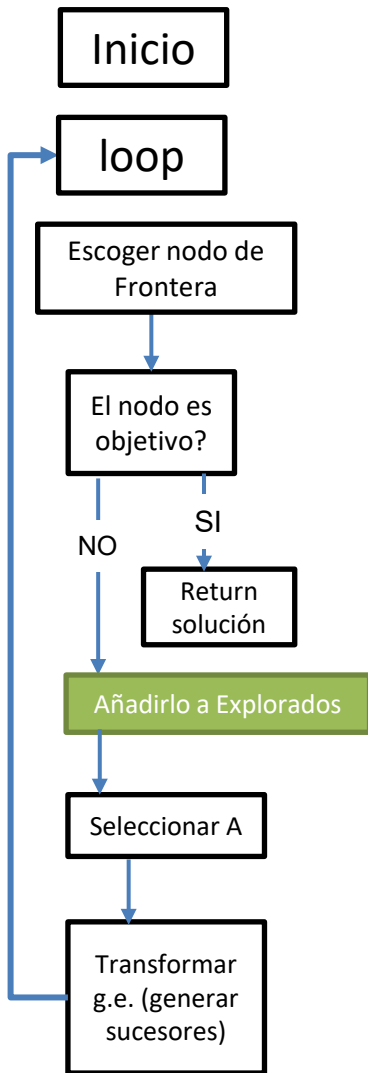 Inicio
loop
Escoger nodo de
Frontera
El nodo es
objetivo?
SI
NO
Return
solución
Añadirlo a Explorados
Seleccionar A
Transformar
g.e. (generar
sucesores)